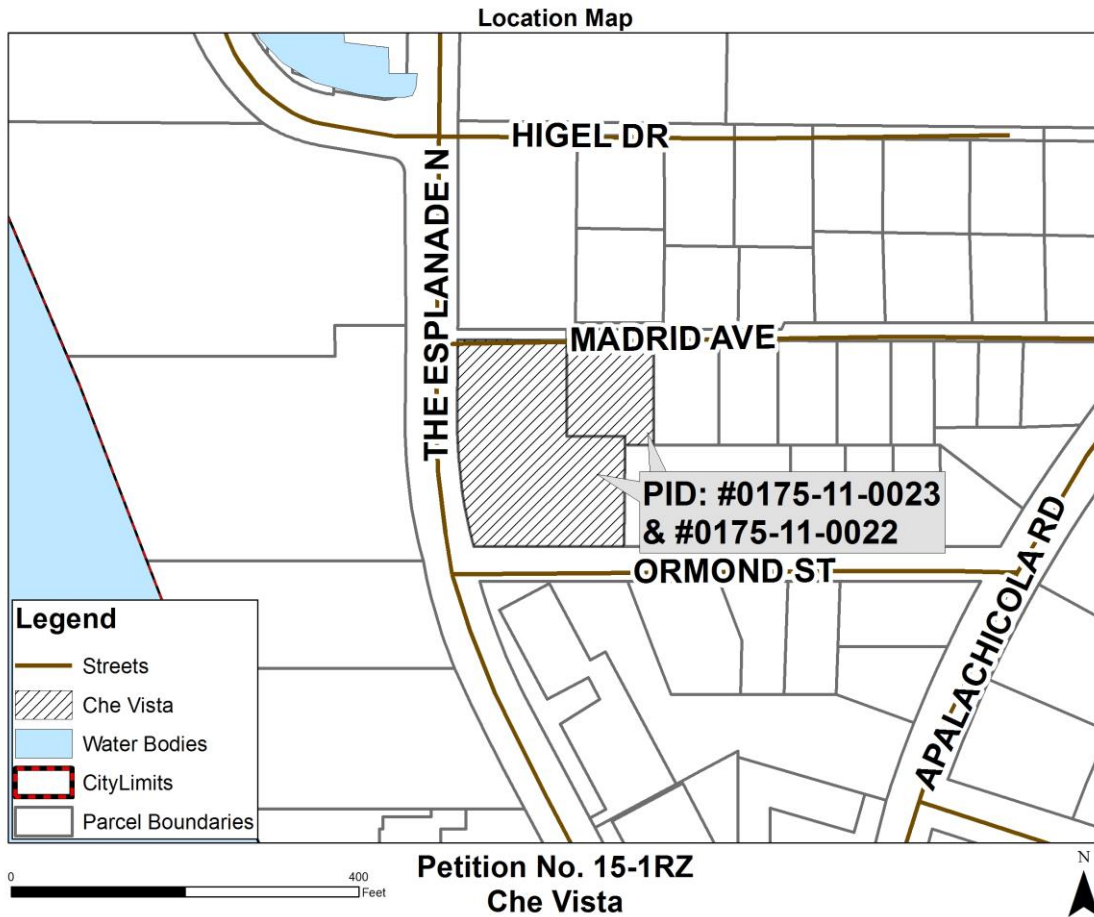 Location Map
HIGEL DR
THE ESPLANADE N
MADRID AVE
PID: #0175-11-0023
& #0175-11-0022
ORMOND ST
APALACHICOLA RD
Legend
Streets
Che Vista
Water Bodies
CityLimits
Parcel Boundaries
0 400
Feet
Petition No. 15-1RZ
Che Vista
N